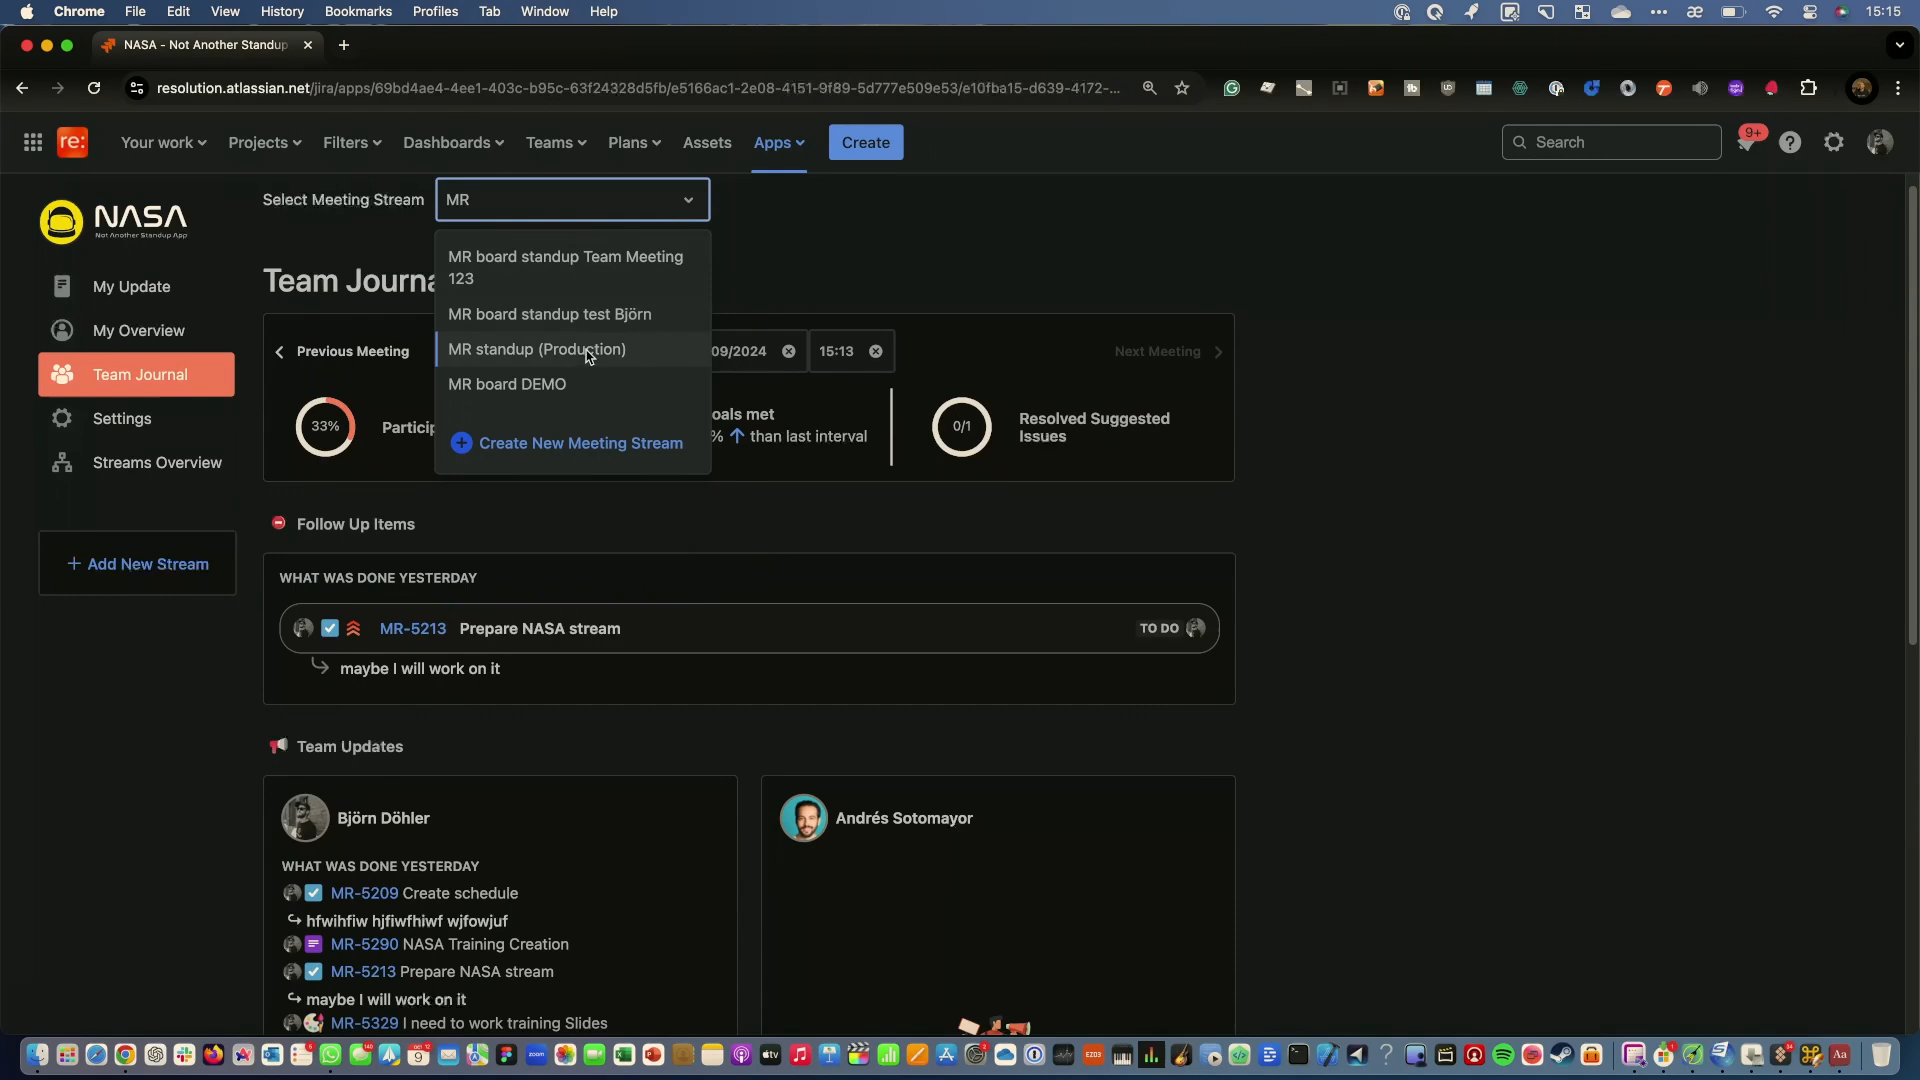 Chrome File Edit View History Bookmarks Profiles Tab Window Help 15:15
NASA - Not Another Standup
resolution.atlassian.net/jira/apps/69bd4ae4-4ee1-403c-b95c-63f24328d5fb/e5166ac1-2e08-4151-9f89-5d777e509e53/e10fba15-d639-4172-...
re: Your work Projects Filters Dashboards Teams Plans Assets Apps Create Search 9+
NASA
Not Another Standup App
My Update
My Overview
Team Journal
Settings
Streams Overview
+ Add New Stream
Select Meeting Stream MR
MR board standup Team Meeting
123
MR board standup test Björn
MR standup (Production)
MR board DEMO
Create New Meeting Stream
Team Journa
Previous Meeting 09/2024 15:13 Next Meeting
33% Particip
oals met
% ↑ than last interval
0/1 Resolved Suggested
Issues
Follow Up Items
WHAT WAS DONE YESTERDAY
MR-5213 Prepare NASA stream TO DO
maybe I will work on it
Team Updates
Björn Döhler
WHAT WAS DONE YESTERDAY
MR-5209 Create schedule
hfwihfiw hjfiwfhiwf wjfowjuf
MR-5290 NASA Training Creation
MR-5213 Prepare NASA stream
maybe I will work on it
MR-5329 I need to work training Slides
Andrés Sotomayor